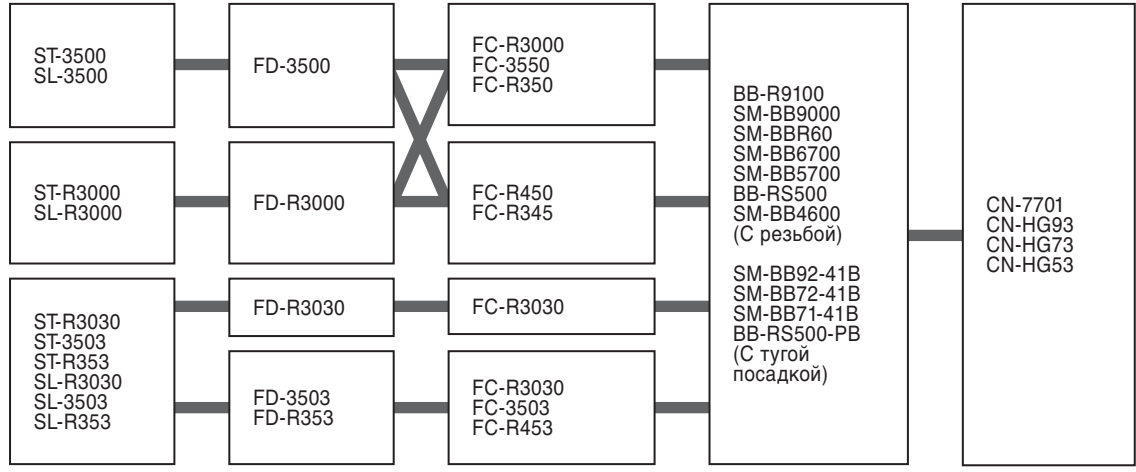 ST-3500
SL-3500
FD-3500
FC-R3000
FC-3550
FC-R350
ST-R3000
SL-R3000
FD-R3000
FC-R450
FC-R345
ST-R3030
ST-3503
ST-R353
SL-R3030
SL-3503
SL-R353
FD-R3030
FC-R3030
FD-3503
FD-R353
FC-R3030
FC-3503
FC-R453
BB-R9100
SM-BB9000
SM-BBR60
SM-BB6700
SM-BB5700
BB-RS500
SM-BB4600
(С резьбой)
SM-BB92-41B
SM-BB72-41B
SM-BB71-41B
BB-RS500-PB
(С тугой
посадкой)
CN-7701
CN-HG93
CN-HG73
CN-HG53